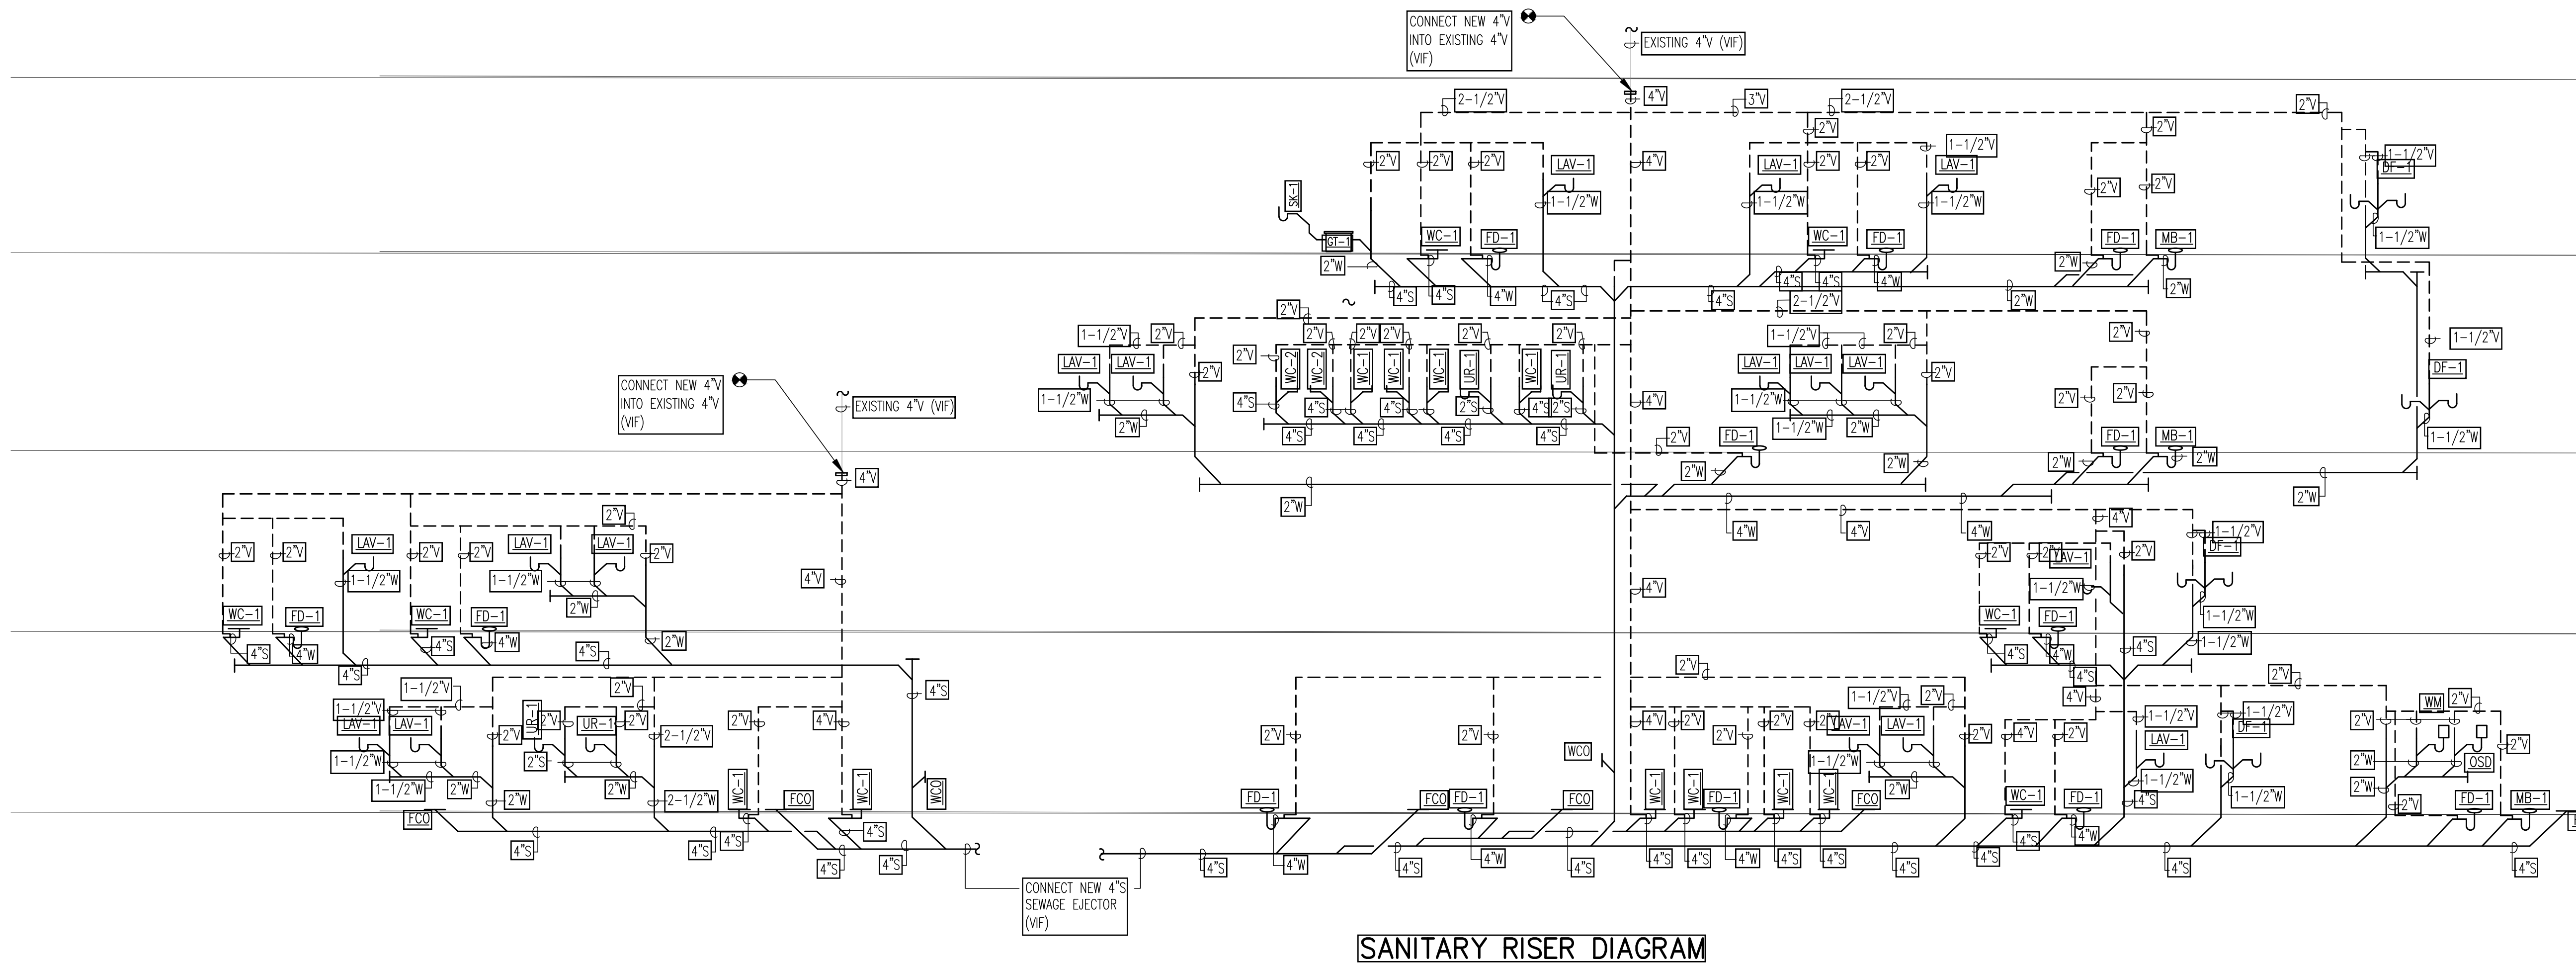 CONNECT NEW 4"V
INTO EXISTING 4"V
(VIF)
EXISTING 4"V (VIF)
4"V
2-1/2"V
3"V
2-1/2"V
2"V
2"V
2"V
1-1/2"V
1-1/2"V
DF-1
2"V
2"V
2"V
LAV-1
4"V
LAV-1
2"V
2"V
LAV-1
2"V
2"V
SK-1
1-1/2"W
1-1/2"W
1-1/2"W
GT-1
WC-1
FD-1
WC-1
FD-1
FD-1
MB-1
1-1/2"W
2"W
2"W
4"S
4"S
4"W
4"S
4"S
4"S
4"S
4"W
2"W
2"W
2-1/2"V
2"V
1-1/2"V
2"V
2"V
2"V
2"V
2"V
2"V
1-1/2"V
2"V
2"V
1-1/2"V
LAV-1
LAV-1
2"V
2"V
WC-2
WC-2
WC-1
WC-1
WC-1
UR-1
WC-1
UR-1
LAV-1
LAV-1
LAV-1
2"V
DF-1
CONNECT NEW 4"V
INTO EXISTING 4"V
(VIF)
EXISTING 4"V (VIF)
1-1/2"W
4"S
4"S
4"S
2"S
4"S
2"S
4"V
1-1/2"W
2"V
2"V
2"W
4"S
4"S
4"S
4"S
2"V
FD-1
1-1/2"W
2"W
FD-1
MB-1
1-1/2"W
4"V
2"W
2"W
2"W
2"W
2"W
2"W
2"V
4"W
4"V
4"W
4"V
1-1/2"V
DF-1
2"V
2"V
LAV-1
2"V
LAV-1
LAV-1
2"V
2"V
2"V
LAV-1
2"V
1-1/2"W
1-1/2"W
4"V
4"V
1-1/2"W
2"W
WC-1
FD-1
WC-1
FD-1
WC-1
FD-1
1-1/2"W
4"S
4"W
4"S
4"W
2"W
4"S
4"S
4"S
4"W
4"S
1-1/2"W
4"S
4"S
2"V
2"V
1-1/2"V
2"V
4"S
1-1/2"V
2"V
4"V
WM
2"V
1-1/2"V
LAV-1
LAV-1
UR-1
2"V
UR-1
2"V
2"V
4"V
4"V
2"V
2"V
2"V
LAV-1
LAV-1
1-1/2"V
1-1/2"V
DF-1
2"V
2"V
2-1/2"V
2"V
2"V
2"V
2"V
4"V
2"V
LAV-1
2"V
1-1/2"W
2"S
WCO
1-1/2"W
2"W
OSD
1-1/2"W
2"W
2"W
WC-1
WC-1
WCO
WC-1
WC-1
WC-1
WC-1
2"W
1-1/2"W
2"W
2"W
2-1/2"W
FCO
FD-1
FCO
FD-1
FCO
FD-1
FCO
WC-1
FD-1
4"S
1-1/2"W
2"V
FD-1
MB-1
FCO
4"S
4"S
4"S
4"S
4"S
4"S
4"S
4"W
4"S
4"W
4"S
4"S
4"S
4"W
4"S
4"S
4"S
4"S
4"S
4"W
4"S
4"S
CONNECT NEW 4"S
SEWAGE EJECTOR
(VIF)
SANITARY RISER DIAGRAM